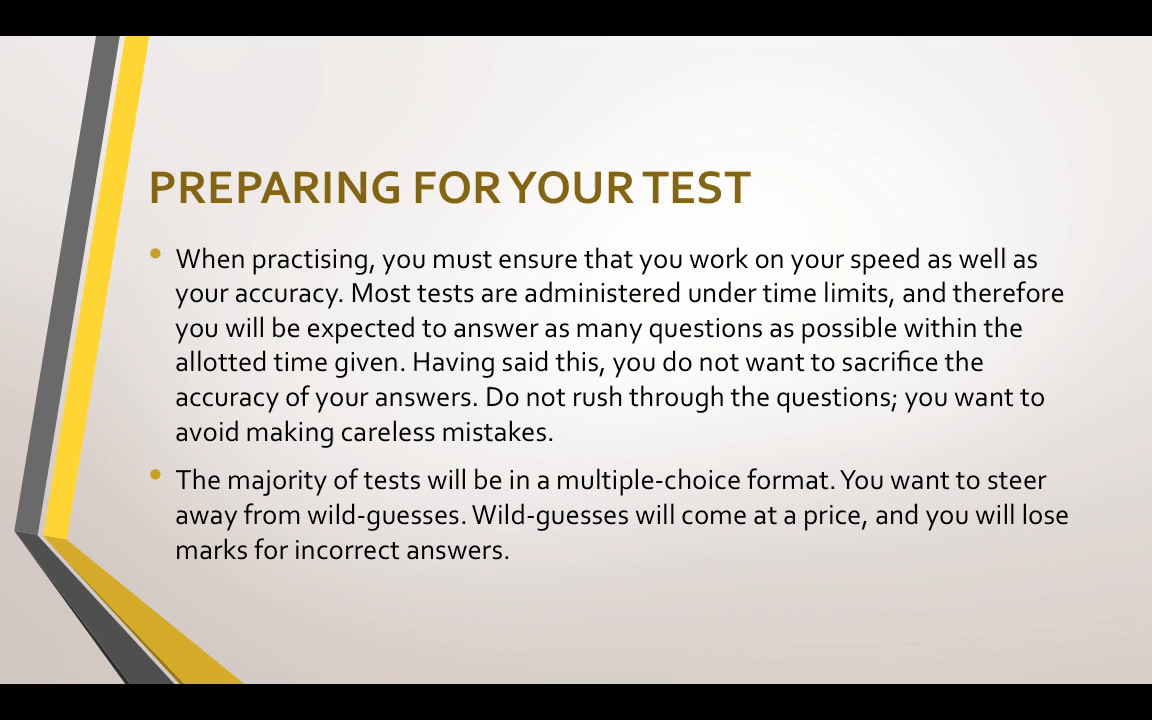 PREPARING FOR YOUR TEST
• When practising, you must ensure that you work on your speed as well as
your accuracy. Most tests are administered under time limits, and therefore
you will be expected to answer as many questions as possible within the
allotted time given. Having said this, you do not want to sacrifice the
accuracy of your answers. Do not rush through the questions; you want to
avoid making careless mistakes.
• The majority of tests will be in a multiple-choice format. You want to steer
away from wild-guesses. Wild-guesses will come at a price, and you will lose
marks for incorrect answers.